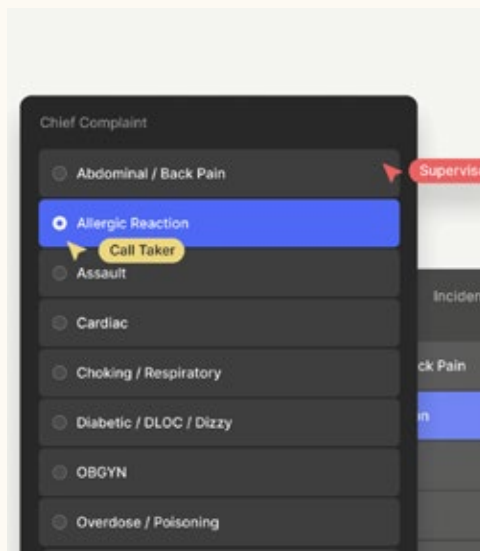 Chief Complaint
Abdominal / Back Pain
Allergic Reaction
Call Taker
Assault
Cardiac
Choking / Respiratory
Pain
Diabetic / DLOC / Dizzy
OBGYN
Overdose / Poisoning